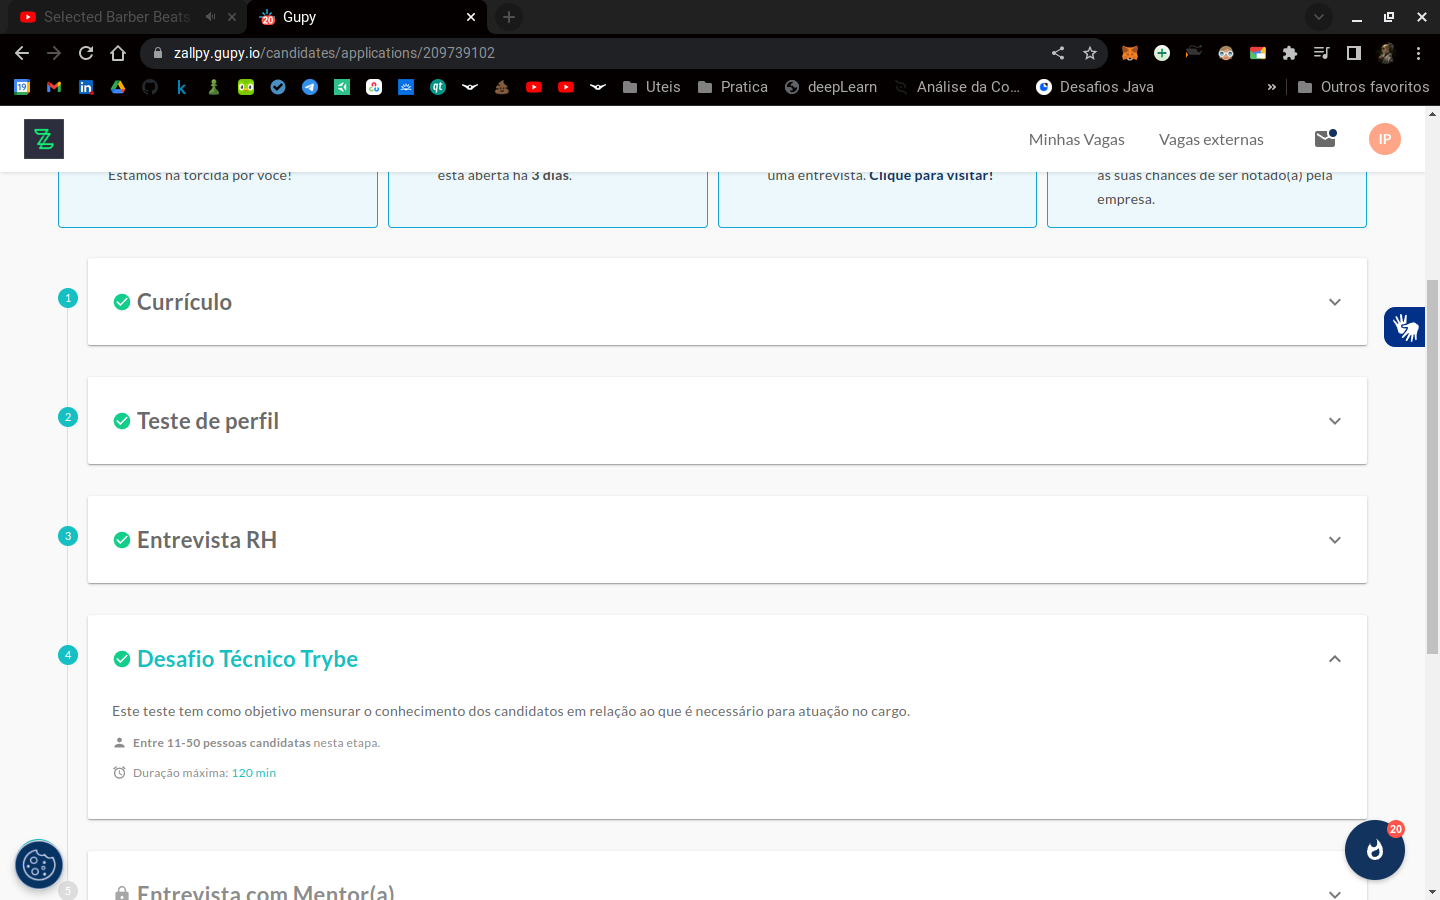 Selected Barber Beats
20
Gupy
zallpy.gupy.io/candidates/applications/209739102
Uteis
Pratica
deepLearn
Análise da Co...
Desafios Java
»
Outros favoritos
Minhas Vagas
Vagas externas
IP
Estamos na torcida por você!
está aberta há 3 dias.
uma entrevista. Clique para visitar!
as suas chances de ser notado(a) pela
empresa.
1
Currículo
2
Teste de perfil
3
Entrevista RH
4
Desafio Técnico Trybe
Este teste tem como objetivo mensurar o conhecimento dos candidatos em relação ao que é necessário para atuação no cargo.
Entre 11-50 pessoas candidatas nesta etapa.
Duração máxima: 120 min
20
5
Entrevista com Mentor(a)